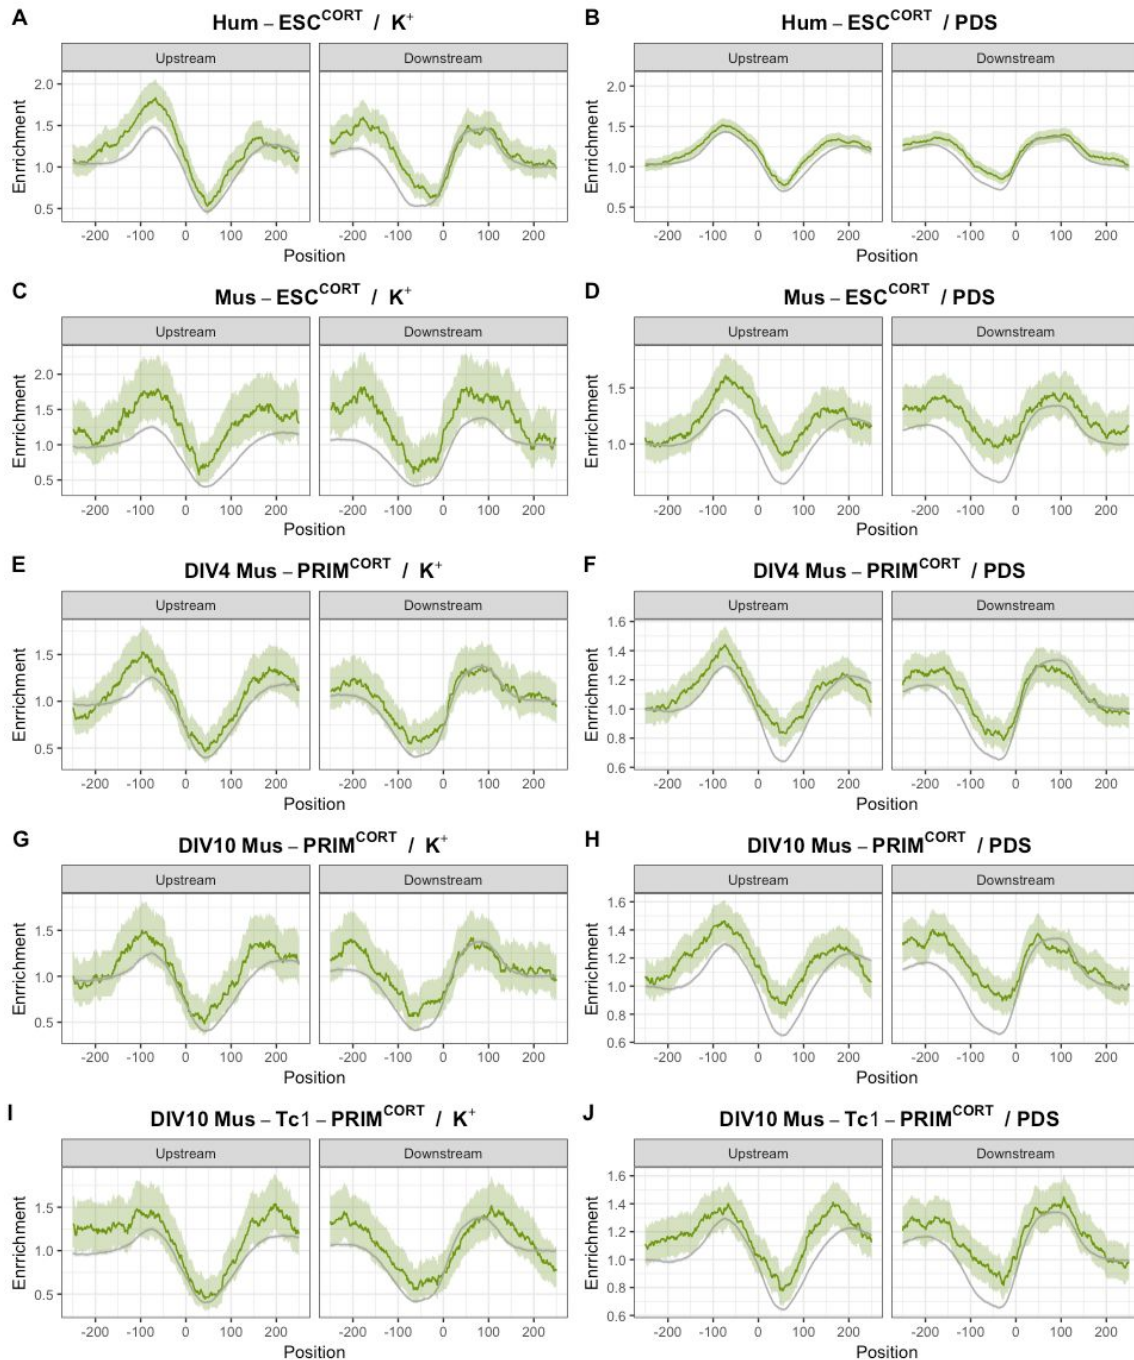 A Hum – ESC^CORT / K⁺
B Hum – ESC^CORT / PDS
Upstream Downstream
Upstream Downstream
Enrrichment
2.0
1.5
1.0
0.5
-200 -100 0 100 200 -200 -100 0 100 200
Position
Enrrichment
2.0
1.5
1.0
0.5
-200 -100 0 100 200 -200 -100 0 100 200
Position
C Mus – ESC^CORT / K⁺
D Mus – ESC^CORT / PDS
Upstream Downstream
Upstream Downstream
Enrrichment
2.0
1.5
1.0
0.5
-200 -100 0 100 200 -200 -100 0 100 200
Position
Enrrichment
1.5
1.0
-200 -100 0 100 200 -200 -100 0 100 200
Position
E DIV4 Mus – PRIM^CORT / K⁺
F DIV4 Mus – PRIM^CORT / PDS
Upstream Downstream
Upstream Downstream
Enrrichment
1.5
1.0
0.5
-200 -100 0 100 200 -200 -100 0 100 200
Position
Enrrichment
1.6
1.4
1.2
1.0
0.8
0.6
-200 -100 0 100 200 -200 -100 0 100 200
Position
G DIV10 Mus – PRIM^CORT / K⁺
H DIV10 Mus – PRIM^CORT / PDS
Upstream Downstream
Upstream Downstream
Enrrichment
1.5
1.0
0.5
-200 -100 0 100 200 -200 -100 0 100 200
Position
Enrrichment
1.6
1.4
1.2
1.0
0.8
0.6
-200 -100 0 100 200 -200 -100 0 100 200
Position
I DIV10 Mus – Tc1 – PRIM^CORT / K⁺
J DIV10 Mus – Tc1 – PRIM^CORT / PDS
Upstream Downstream
Upstream Downstream
Enrrichment
1.5
1.0
0.5
-200 -100 0 100 200 -200 -100 0 100 200
Position
Enrrichment
1.6
1.4
1.2
1.0
0.8
0.6
-200 -100 0 100 200 -200 -100 0 100 200
Position